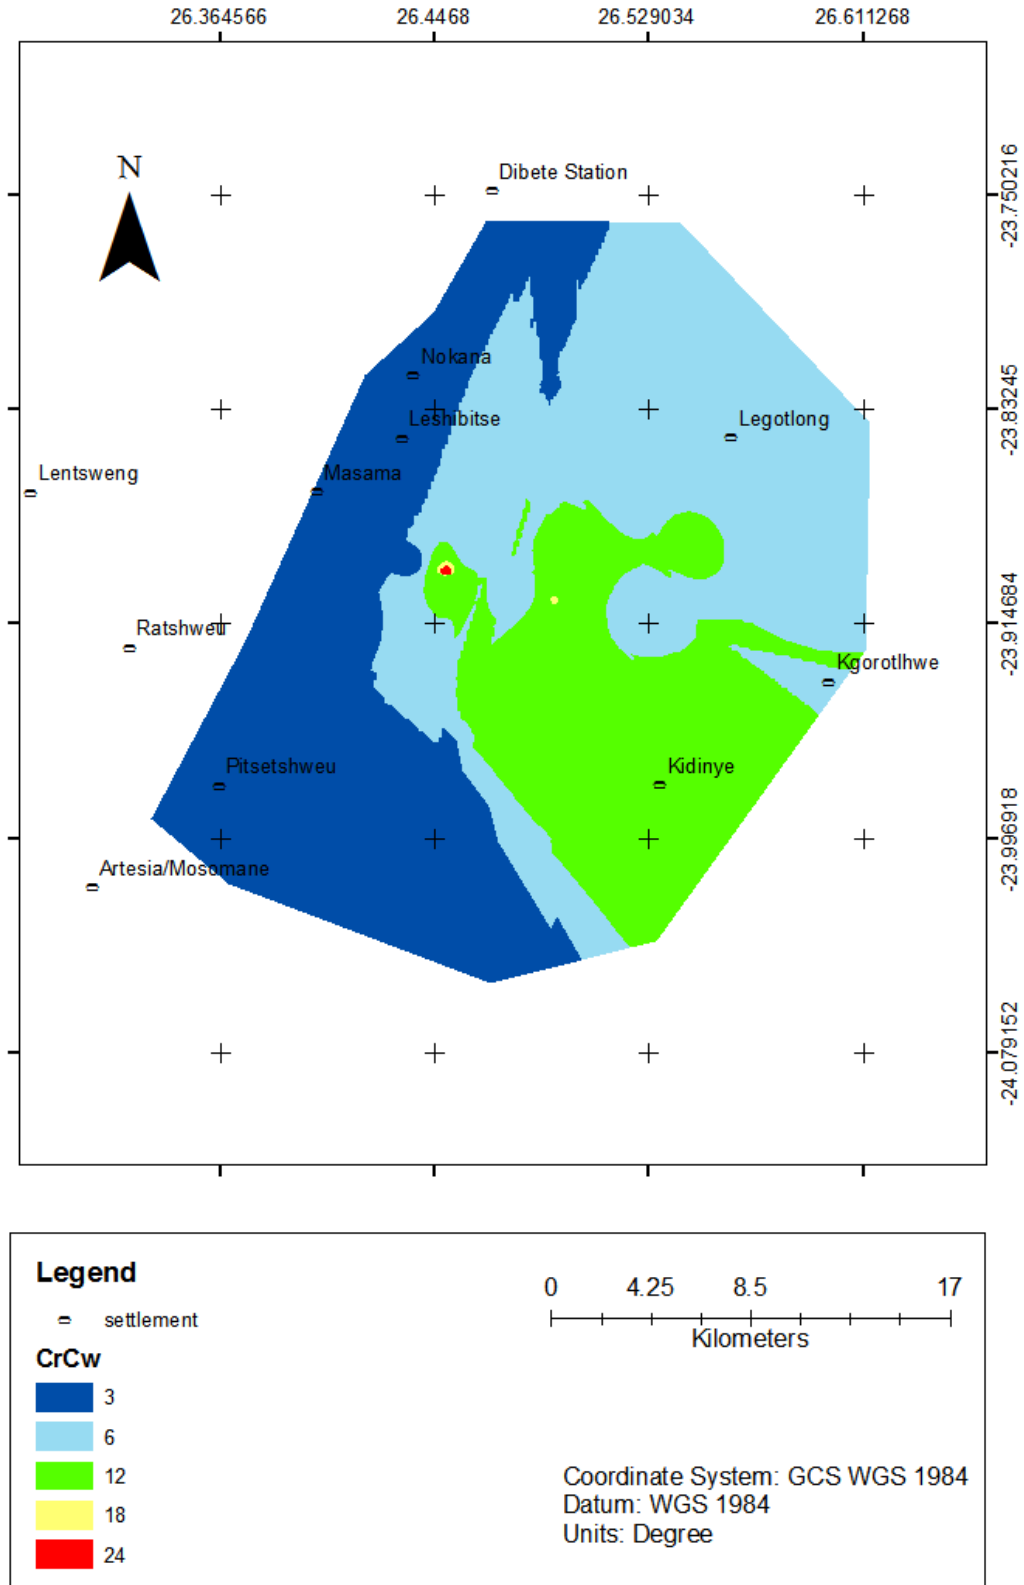 26.364566 26.4468 26.529034 26.611268
N
Dibete Station
-23.750216
Nokana
-23.83245
Leshibitse
Legotlong
Lentsweng
Masama
-23.914684
Ratshweu
Kgorotlhwe
Pitsetshweu
Kidinye
-23.996918
Artesia/Mosomane
-24.079152
Legend
settlement
CrCw
3
6
12
18
24
0 4.25 8.5 17
Kilometers
Coordinate System: GCS WGS 1984
Datum: WGS 1984
Units: Degree